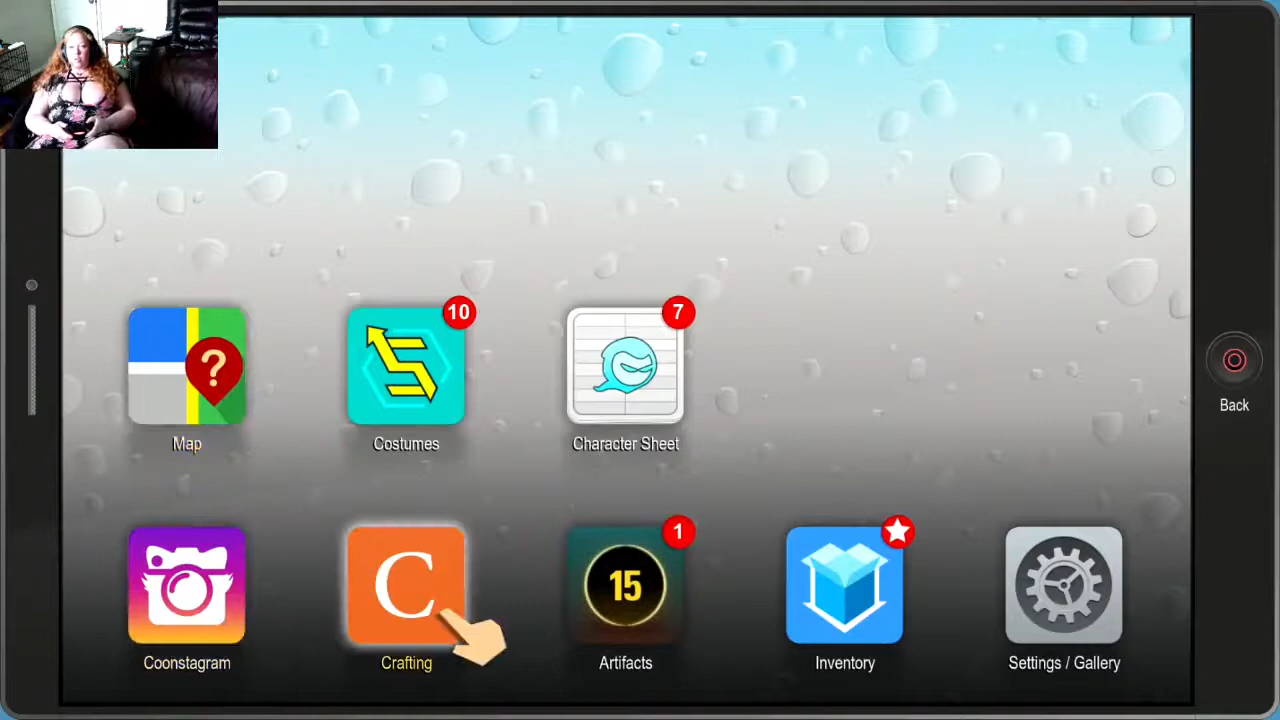 10
7
?
Map
Costumes
Character Sheet
Back
1
C
15
Coonstagram
Crafting
Artifacts
Inventory
Settings / Gallery